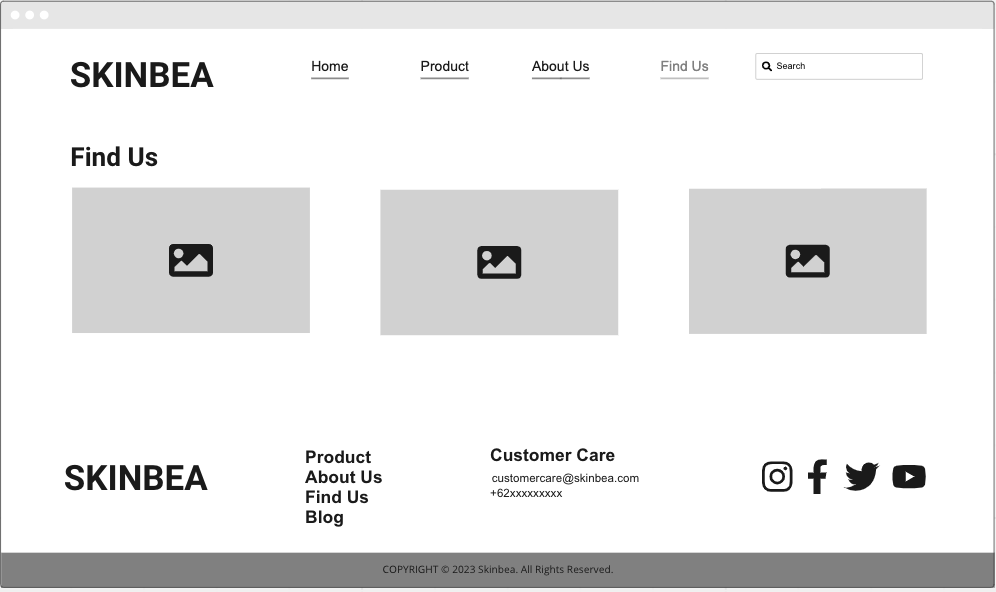 SKINBEA
Home
Product
About Us
Find Us
Search
Find Us
SKINBEA
Product
About Us
Find Us
Blog
Customer Care
customercare@skinbea.com
+62xxxxxxxxx
COPYRIGHT © 2023 Skinbea. All Rights Reserved.